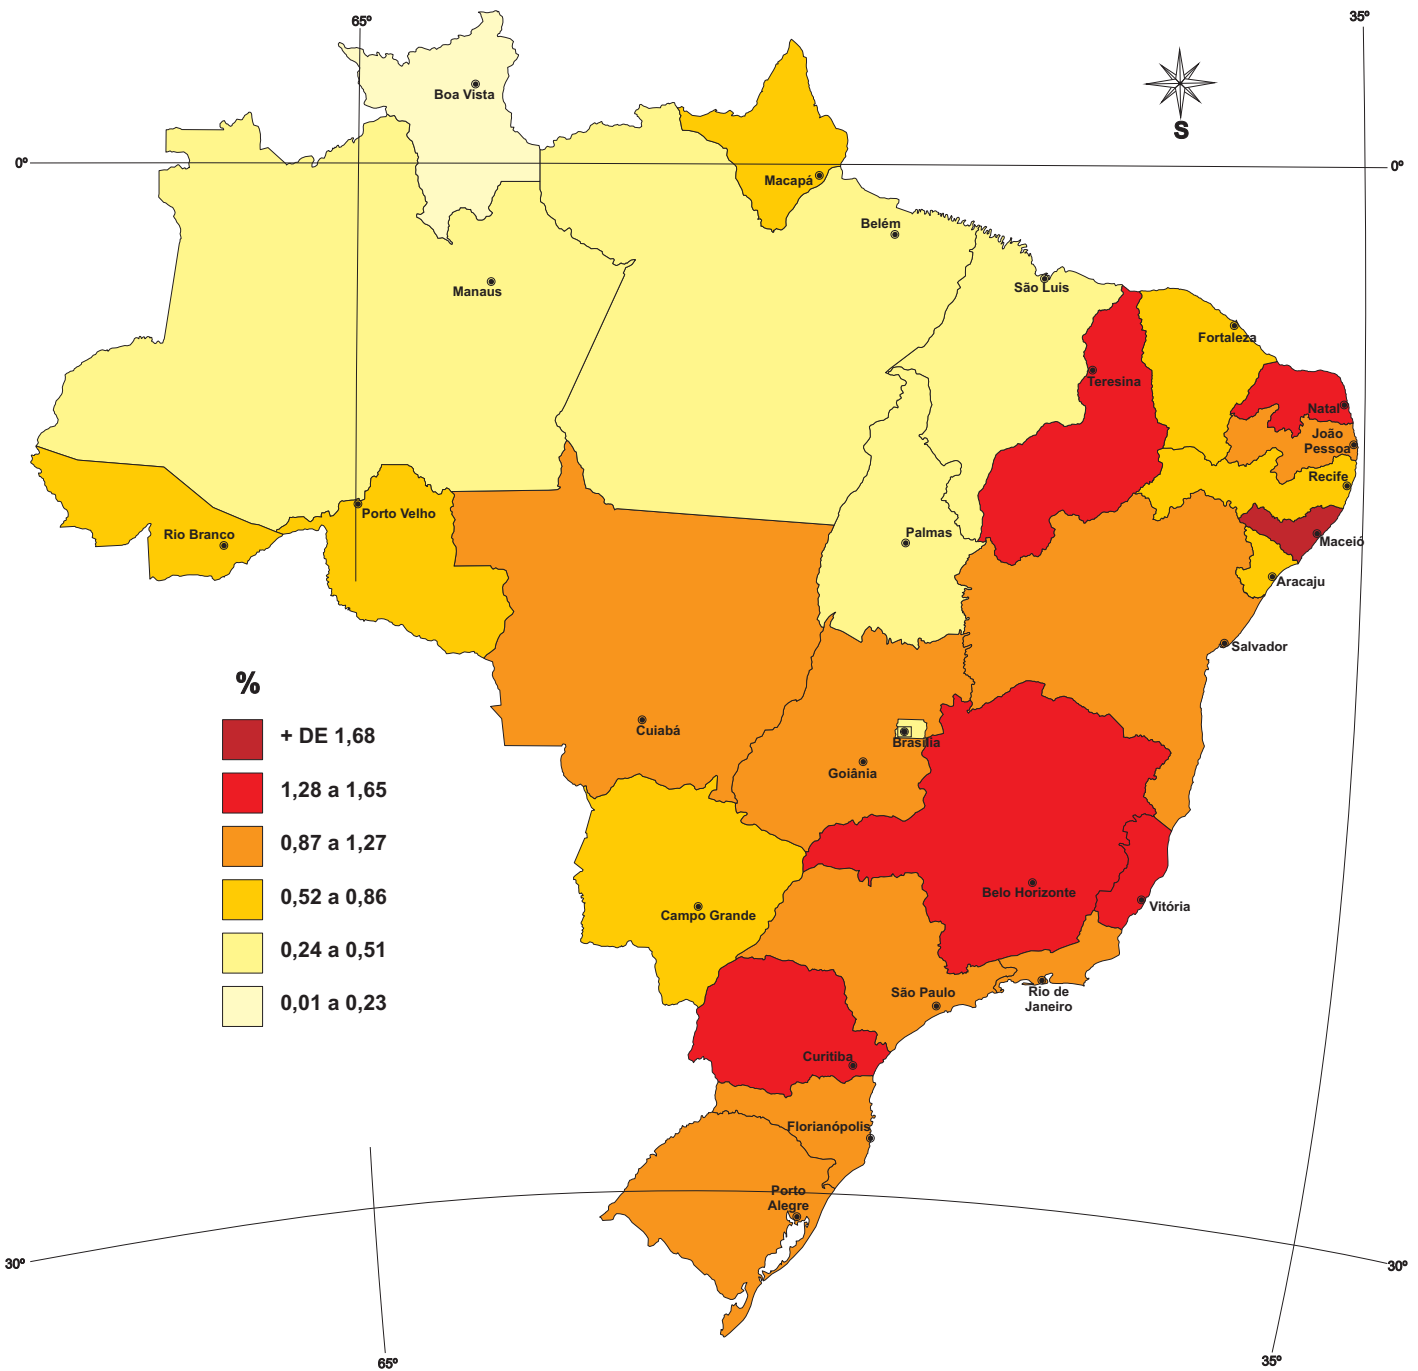 65º
35º
Boa Vista
S
0º
0º
Macapá
Belém
Manaus
São Luis
Fortaleza
Teresina
Natal
João
Pessoa
Recife
Porto Velho
Rio Branco
Palmas
Maceió
Aracaju
Salvador
%
Cuiabá
Brasília
+ DE 1,68
Goiânia
1,28 a 1,65
0,87 a 1,27
0,52 a 0,86
Belo Horizonte
Vitória
Campo Grande
0,24 a 0,51
0,01 a 0,23
São Paulo
Rio de
Janeiro
Curitiba
Florianópolis
Porto
Alegre
30º
30º
65º
35º